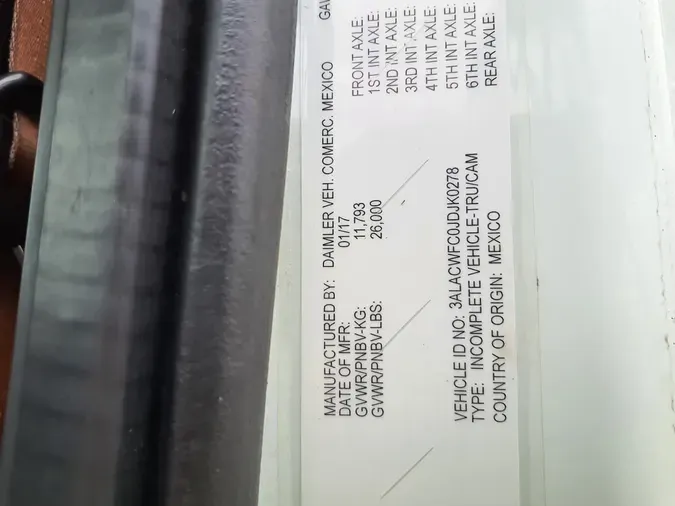 MANUFACTURED BY: DAIMLER VEH. COMERC. MEXICO
DATE OF MFR: 01/17
GVWR/PNBV-KG: 11,793
GVWR/PNBV-LBS: 26,000
VEHICLE ID NO: 3ALACWFC0JDJK0278
TYPE: INCOMPLETE VEHICLE-TRU/CAM
COUNTRY OF ORIGIN: MEXICO
FRONT AXLE:
1ST INT AXLE:
2ND INT AXLE:
3RD INT AXLE:
4TH INT AXLE:
5TH INT AXLE:
6TH INT AXLE:
REAR AXLE: